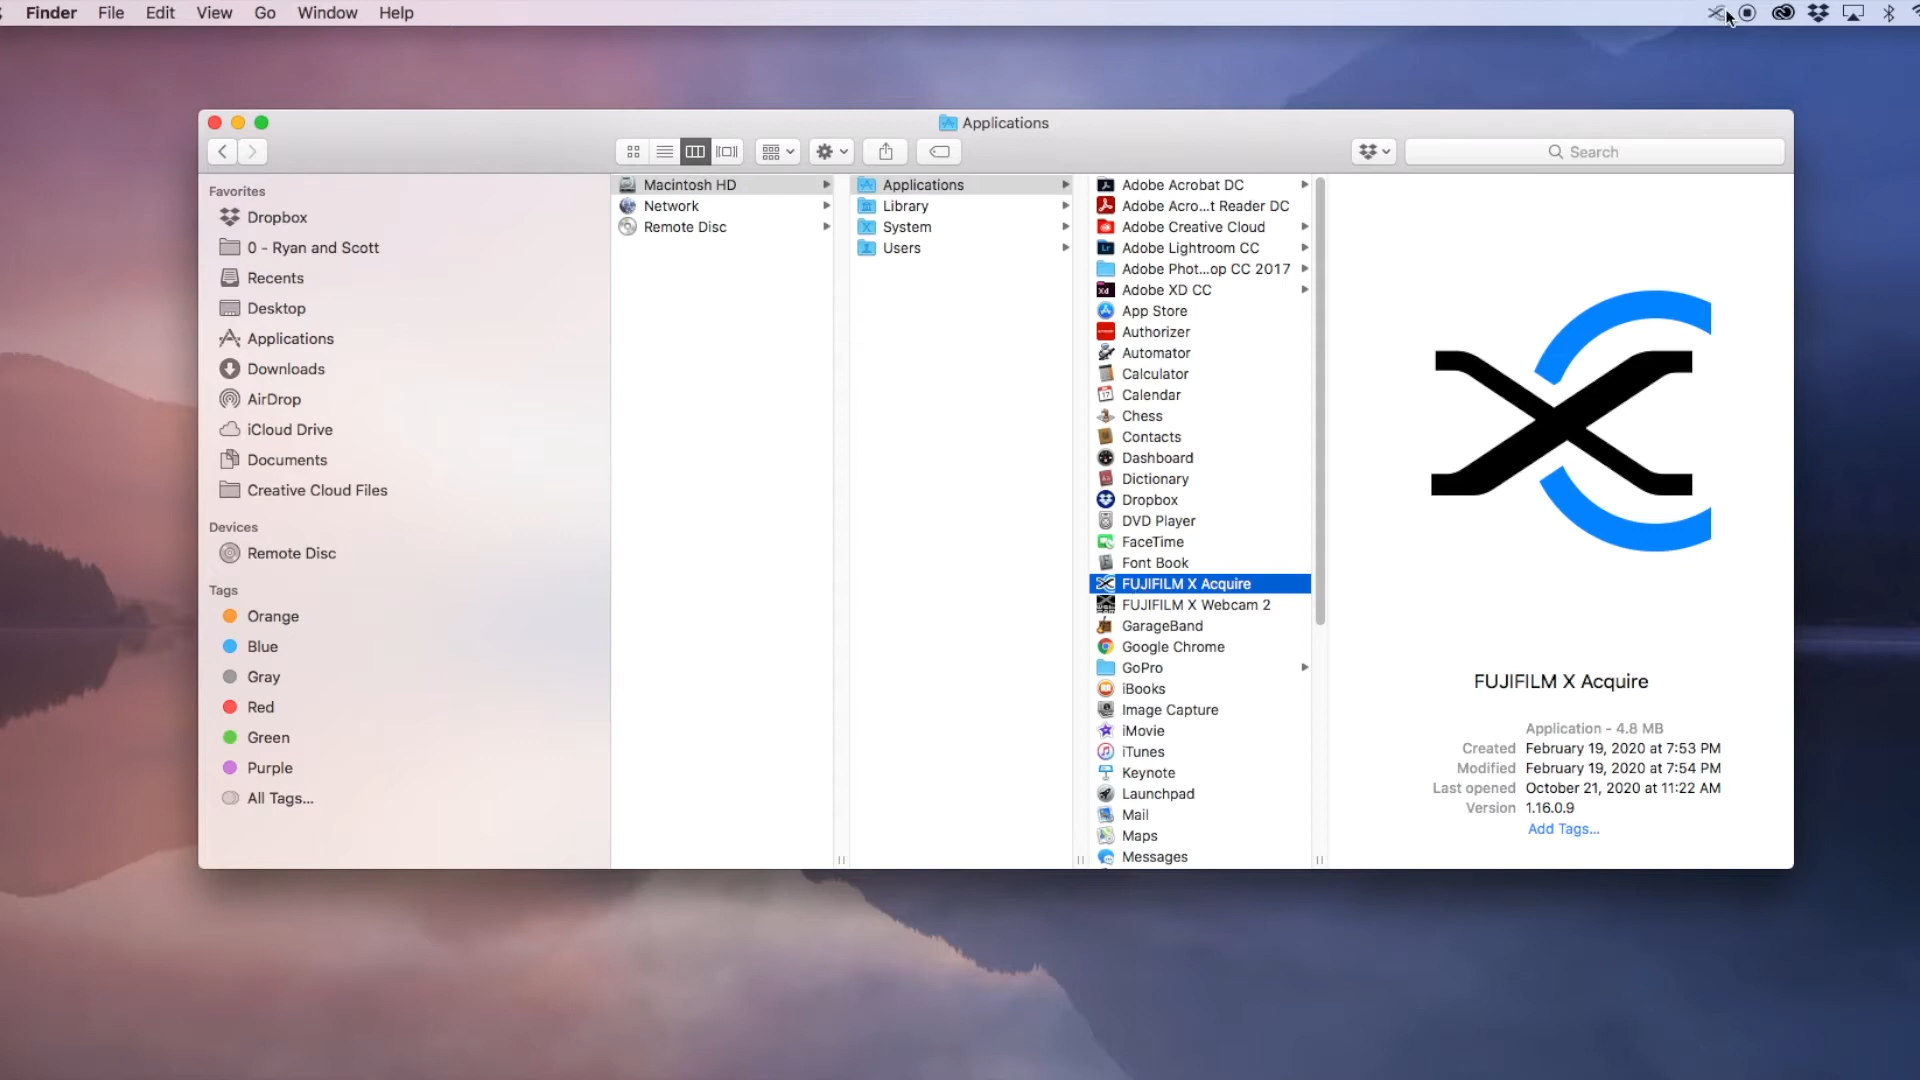 Finder File Edit View Go Window Help
Applications
Search
Favorites
Dropbox
0 - Ryan and Scott
Recents
Desktop
Applications
Downloads
AirDrop
iCloud Drive
Documents
Creative Cloud Files
Devices
Remote Disc
Tags
Orange
Blue
Gray
Red
Green
Purple
All Tags...
Macintosh HD
Network
Remote Disc
Applications
Library
System
Users
Adobe Acrobat DC
Adobe Acro...t Reader DC
Adobe Creative Cloud
Adobe Lightroom CC
Adobe Phot...op CC 2017
Adobe XD CC
App Store
Authorizer
Automator
Calculator
Calendar
Chess
Contacts
Dashboard
Dictionary
Dropbox
DVD Player
FaceTime
Font Book
FUJIFILM X Acquire
FUJIFILM X Webcam 2
GarageBand
Google Chrome
GoPro
iBooks
Image Capture
iMovie
iTunes
Keynote
Launchpad
Mail
Maps
Messages
FUJIFILM X Acquire
Application - 4.8 MB
Created February 19, 2020 at 7:53 PM
Modified February 19, 2020 at 7:54 PM
Last opened October 21, 2020 at 11:22 AM
Version 1.16.0.9
Add Tags...